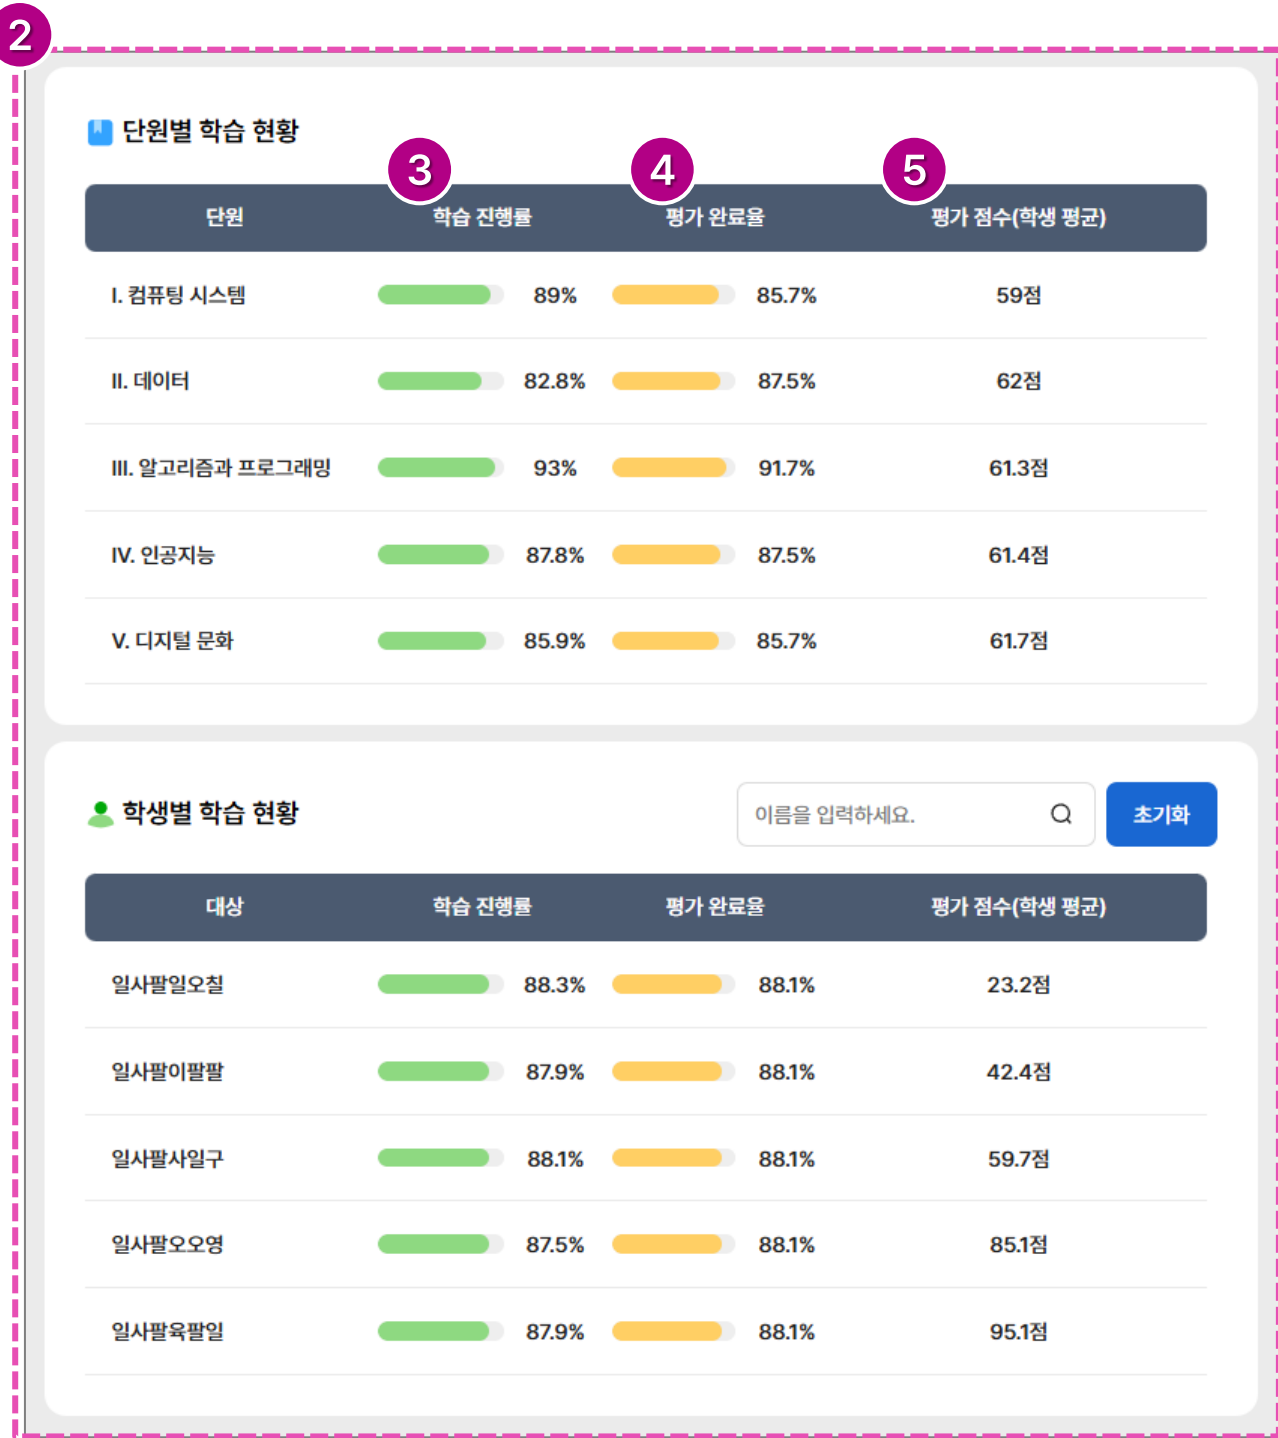 2
단원별 학습 현황
3 4 5
단원 학습 진행률 평가 완료율 평가 점수(학생 평균)
I. 컴퓨팅 시스템 89% 85.7% 59점
II. 데이터 82.8% 87.5% 62점
III. 알고리즘과 프로그래밍 93% 91.7% 61.3점
IV. 인공지능 87.8% 87.5% 61.4점
V. 디지털 문화 85.9% 85.7% 61.7점
학생별 학습 현황 이름을 입력하세요. 초기화
대상 학습 진행률 평가 완료율 평가 점수(학생 평균)
일사팔일오칠 88.3% 88.1% 23.2점
일사팔이팔팔 87.9% 88.1% 42.4점
일사팔사일구 88.1% 88.1% 59.7점
일사팔오오영 87.5% 88.1% 85.1점
일사팔육팔일 87.9% 88.1% 95.1점